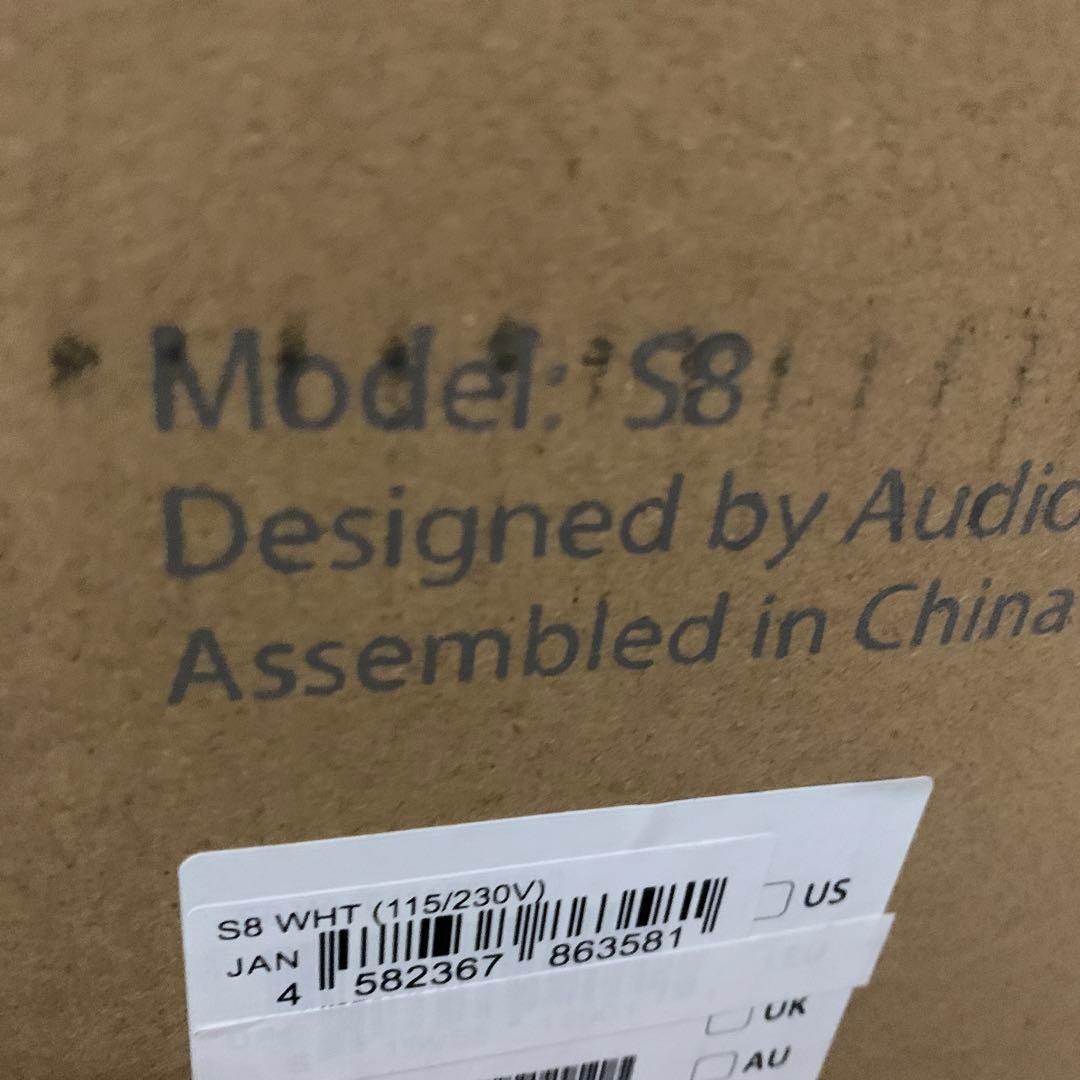 Model: S8
Designed by Audio
Assembled in China
S8 WHT (115/230V)
JAN
4 582367 863581
US
UK
AU